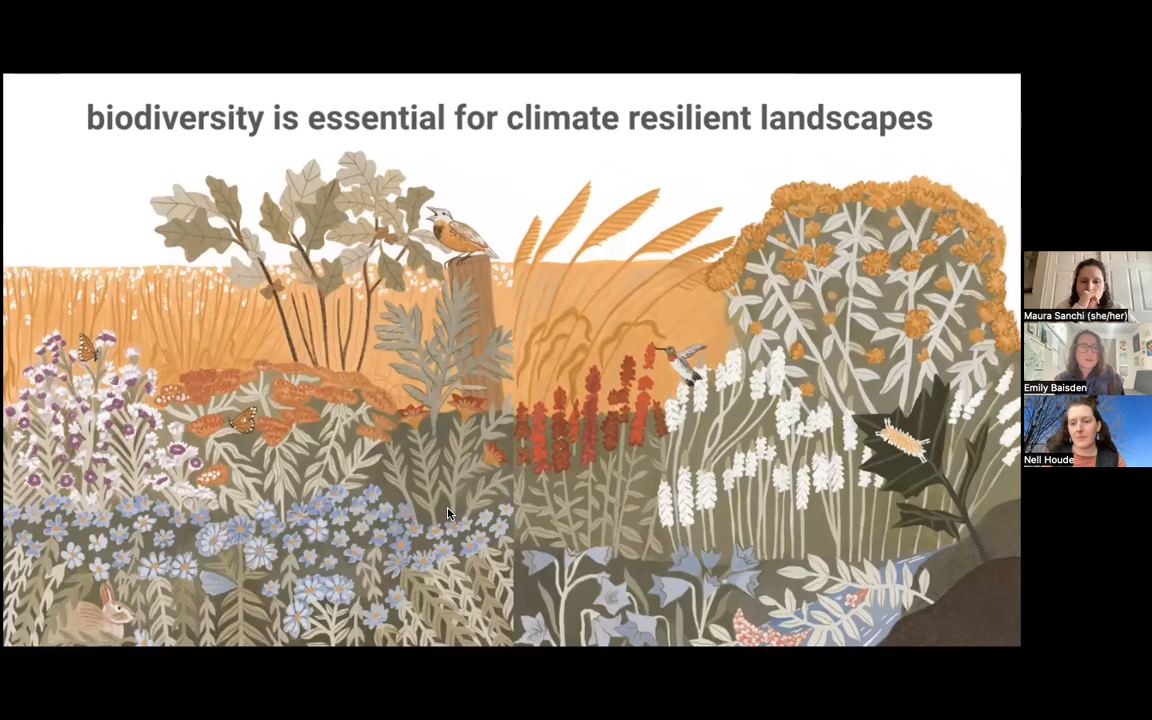 biodiversity is essential for climate resilient landscapes
Maura Sanchi (she/her)
Emily Baisden
Nell Houde